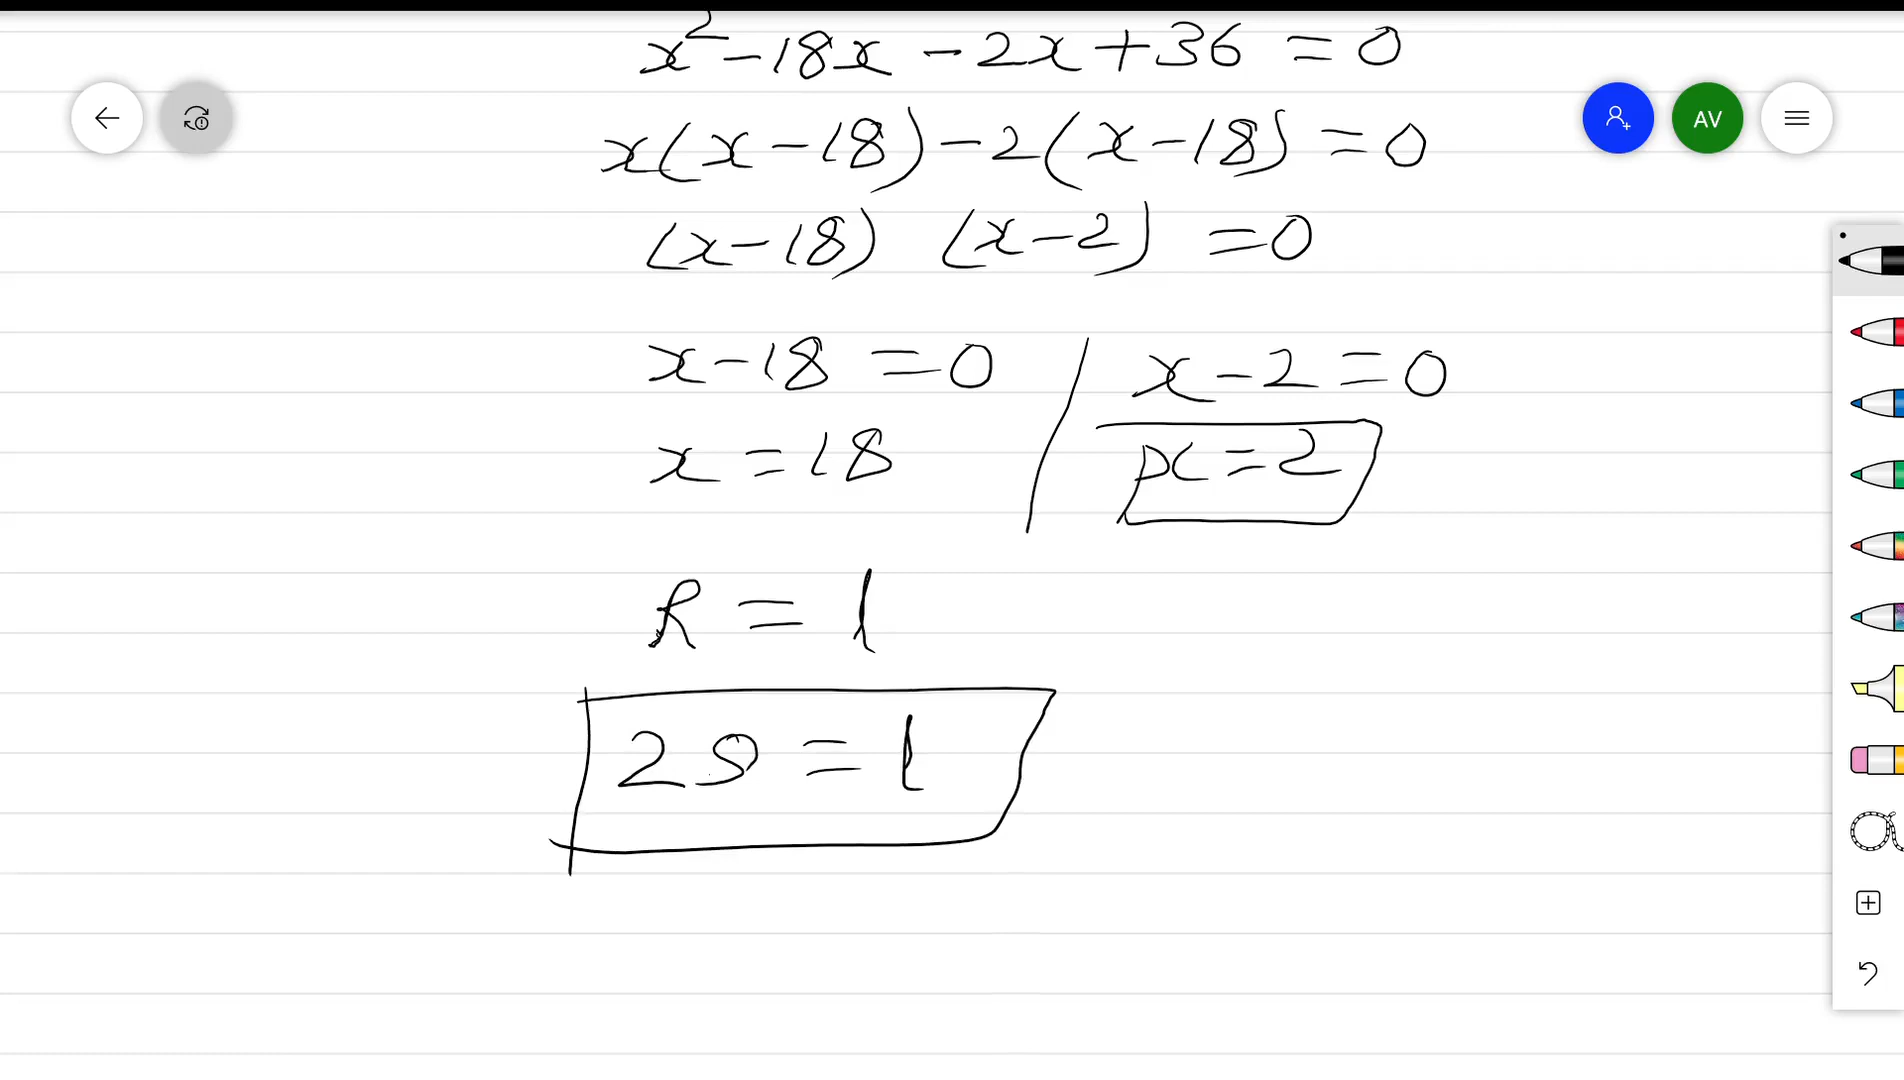 x² - 18x - 2x + 36 = 0
x(x - 18) - 2(x - 18) = 0
AV
(x - 18) (x - 2) = 0
x - 18 = 0 / x - 2 = 0
x = 18
x = 2
R = l
= l